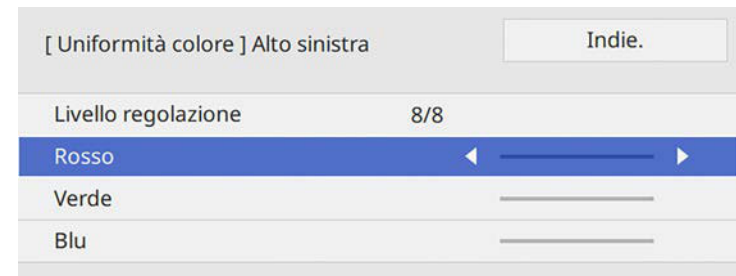 [ Uniformità colore ] Alto sinistra
Indie.
Livello regolazione 8/8
Rosso
Verde
Blu